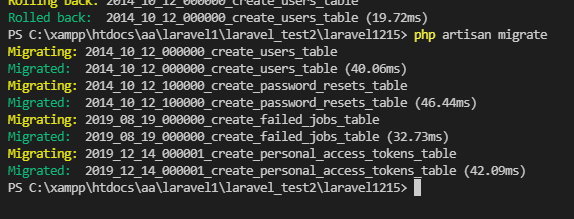 Rolling back: 2014_10_12_000000_create_users_table
Rolled back:  2014_10_12_000000_create_users_table (19.72ms)
PS C:\xampp\htdocs\aa\laravel1\laravel_test2\laravel1215> php artisan migrate
Migrating: 2014_10_12_000000_create_users_table
Migrated:  2014_10_12_000000_create_users_table (40.06ms)
Migrating: 2014_10_12_100000_create_password_resets_table
Migrated:  2014_10_12_100000_create_password_resets_table (46.44ms)
Migrating: 2019_08_19_000000_create_failed_jobs_table
Migrated:  2019_08_19_000000_create_failed_jobs_table (32.73ms)
Migrating: 2019_12_14_000001_create_personal_access_tokens_table
Migrated:  2019_12_14_000001_create_personal_access_tokens_table (42.09ms)
PS C:\xampp\htdocs\aa\laravel1\laravel_test2\laravel1215>